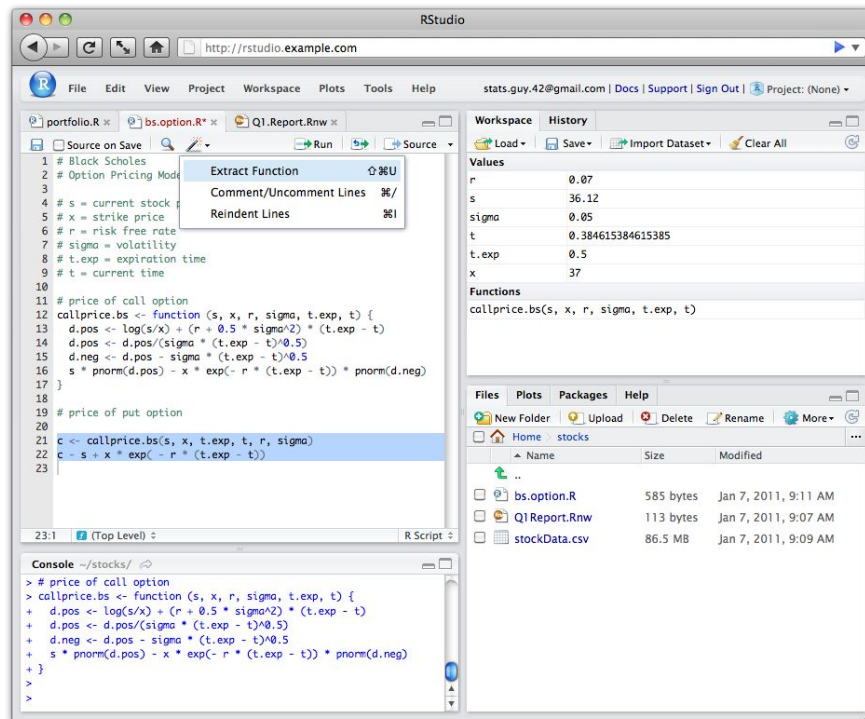 RStudio
http://rstudio.example.com
R File Edit View Project Workspace Plots Tools Help stats.guy.42@gmail.com | Docs | Support | Sign Out | Project: (None)
portfolio.R × bs.option.R* × Q1.Report.Rnw ×
Source on Save Run Source
1 # Black Scholes
2 # Option Pricing Mode
3
4 # s = current stock p
5 # x = strike price
6 # r = risk free rate
7 # sigma = volatility
8 # t.exp = expiration time
9 # t = current time
10
11 # price of call option
12 callprice.bs <- function (s, x, r, sigma, t.exp, t) {
13 d.pos <- log(s/x) + (r + 0.5 * sigma^2) * (t.exp - t)
14 d.pos <- d.pos/(sigma * (t.exp - t)^0.5)
15 d.neg <- d.pos - sigma * (t.exp - t)^0.5
16 s * pnorm(d.pos) - x * exp(- r * (t.exp - t)) * pnorm(d.neg)
17 }
18
19 # price of put option
20
21 c <- callprice.bs(s, x, t.exp, t, r, sigma)
22 c - s + x * exp( - r * (t.exp - t))
23
Extract Function ⇧⌘U
Comment/Uncomment Lines ⌘/
Reindent Lines ⌘I
23:1 (Top Level) R Script
Console ~/stocks/
> # price of call option
> callprice.bs <- function (s, x, r, sigma, t.exp, t) {
+ d.pos <- log(s/x) + (r + 0.5 * sigma^2) * (t.exp - t)
+ d.pos <- d.pos/(sigma * (t.exp - t)^0.5)
+ d.neg <- d.pos - sigma * (t.exp - t)^0.5
+ s * pnorm(d.pos) - x * exp(- r * (t.exp - t)) * pnorm(d.neg)
+ }
>
>
Workspace History
Load Save Import Dataset Clear All
Values
r 0.07
s 36.12
sigma 0.05
t 0.384615384615385
t.exp 0.5
x 37
Functions
callprice.bs(s, x, r, sigma, t.exp, t)
Files Plots Packages Help
New Folder Upload Delete Rename More
Home stocks ...
Name Size Modified
..
bs.option.R 585 bytes Jan 7, 2011, 9:11 AM
Q1Report.Rnw 113 bytes Jan 7, 2011, 9:07 AM
stockData.csv 86.5 MB Jan 7, 2011, 9:09 AM